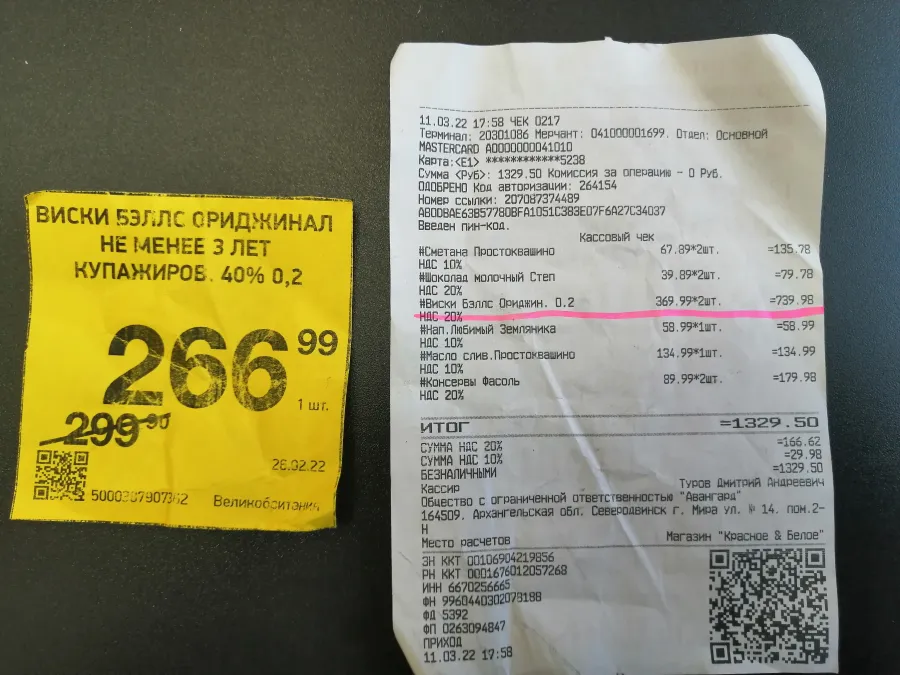 ВИСКИ БЭЛЛС ОРИДЖИНАЛ
НЕ МЕНЕЕ 3 ЛЕТ
КУПАЖИРОВ. 40% 0,2
266 99
1 шт.
299 90
26.02.22
5000387907362 Великобритания
11.03.22 17:58 ЧЕК 0217
Терминал: 20301086 Мерчант: 041000001699. Отдел: Основной
MASTERCARD A0000000041010
Карта:<E1> ************5238
Сумма <Руб>: 1329.50 Комиссия за операцию – 0 Руб.
ОДОБРЕНО Код авторизации: 264154
Номер ссылки: 207087374489
A80DBAE63B5778DBFA1051C383E07F6A27C34037
Введен пин-код.
Кассовый чек
#Сметана Простоквашино 67.89*2шт. =135.78
НДС 10%
#Шоколад молочный Степ 39.89*2шт. =79.78
НДС 20%
#Виски Бэллс Ориджин. 0.2 369.99*2шт. =739.98
НДС 20%
#Нап.Любимый Земляника 58.99*1шт. =58.99
НДС 10%
#Масло слив.Простоквашино 134.99*1шт. =134.99
НДС 10%
#Консервы Фасоль 89.99*2шт. =179.98
НДС 20%
ИТОГ =1329.50
СУММА НДС 20% =166.62
СУММА НДС 10% =29.98
БЕЗНАЛИЧНЫМИ =1329.50
Кассир Туров Дмитрий Андреевич
Общество с ограниченной ответственностью "Авангард"
164509. Архангельская обл. Северодвинск г. Мира ул. № 14. пом.2-
Н
Место расчетов Магазин "Красное & Белое"
ЗН ККТ 00106904219856
РН ККТ 0001676012057268
ИНН 6670256665
ФН 9960440302078188
ФД 5392
ФП 0263094847
ПРИХОД
11.03.22 17:58